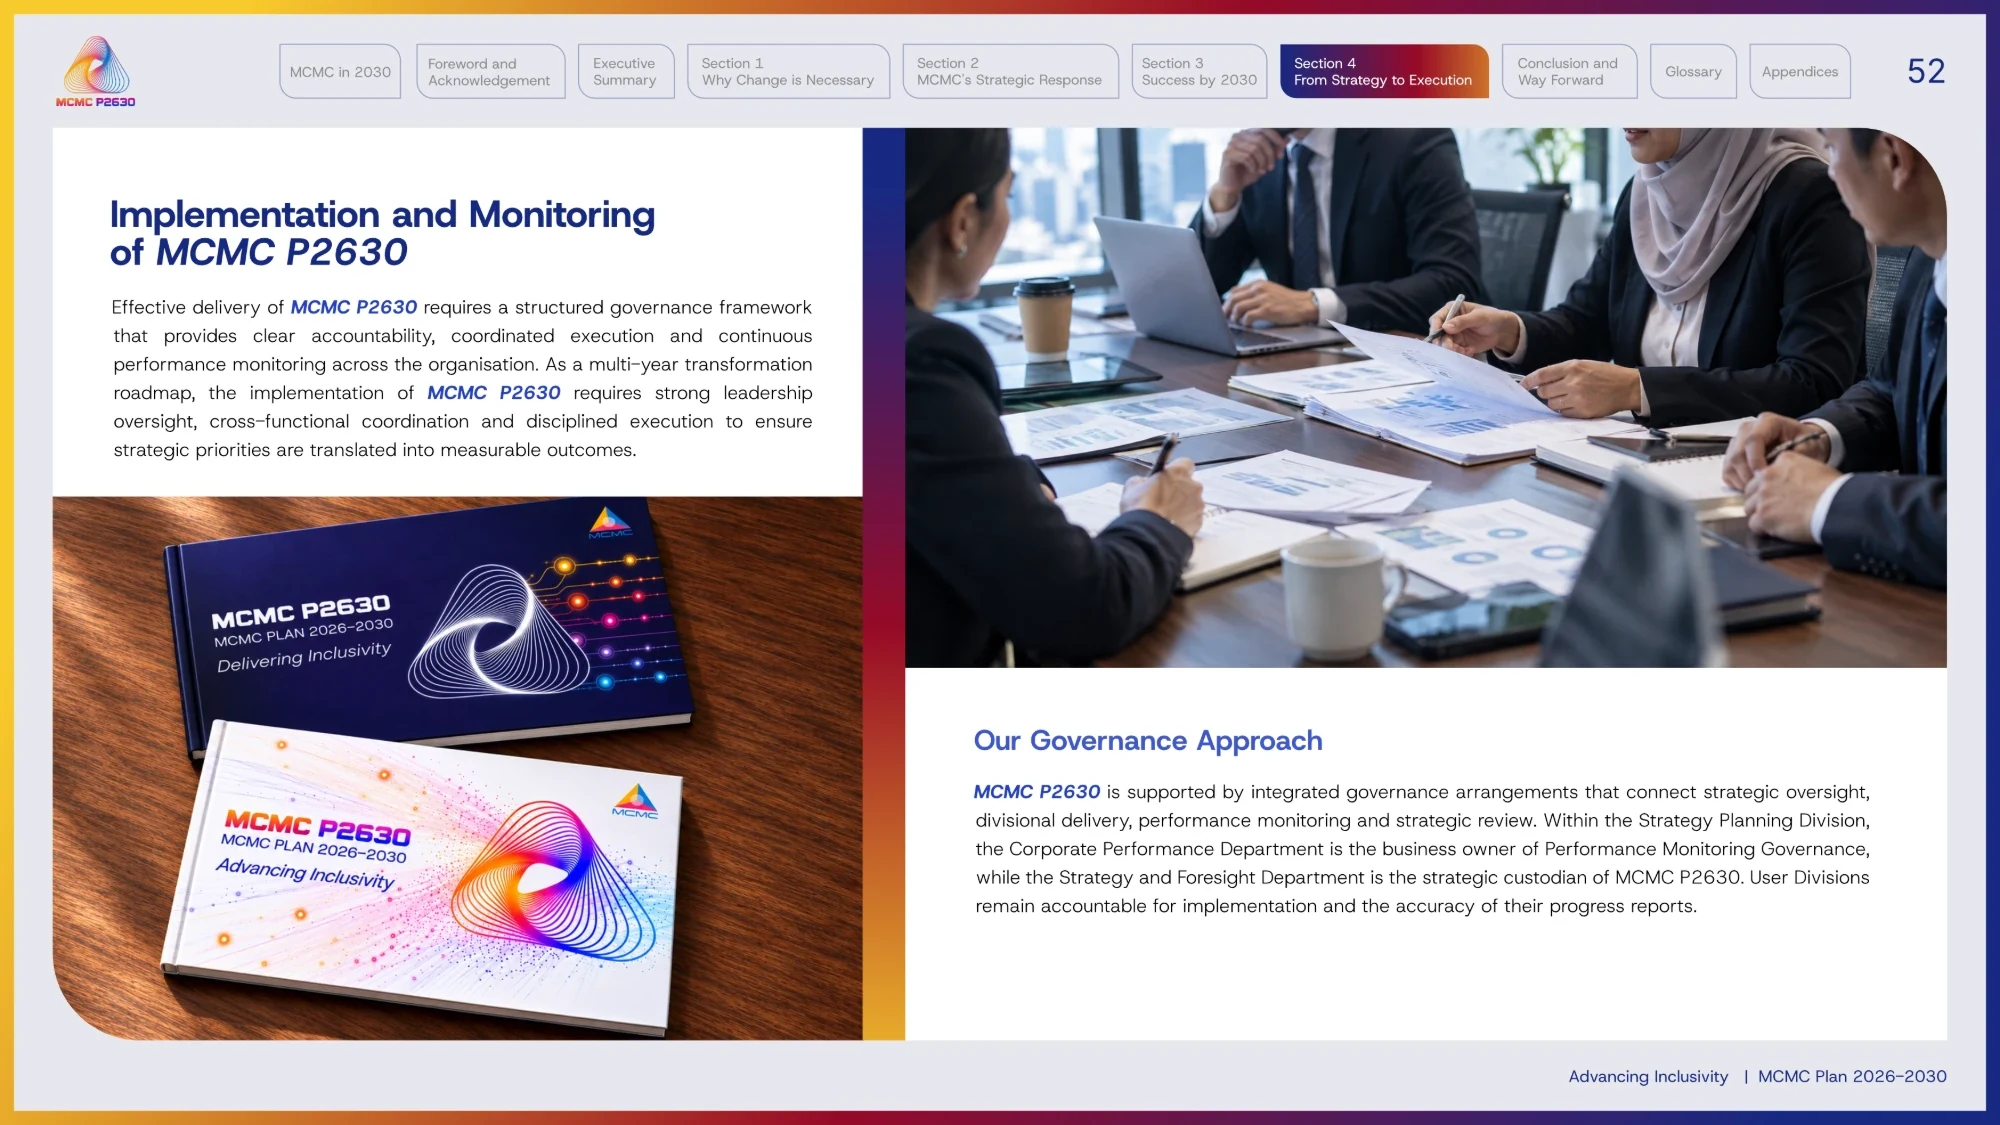 MCMC P2630
MCMC in 2030
Foreword and
Acknowledgement
Executive
Summary
Section 1
Why Change is Necessary
Section 2
MCMC's Strategic Response
Section 3
Success by 2030
Section 4
From Strategy to Execution
Conclusion and
Way Forward
Glossary
Appendices
52
Implementation and Monitoring
of MCMC P2630
Effective delivery of MCMC P2630 requires a structured governance framework
that provides clear accountability, coordinated execution and continuous
performance monitoring across the organisation. As a multi-year transformation
roadmap, the implementation of MCMC P2630 requires strong leadership
oversight, cross-functional coordination and disciplined execution to ensure
strategic priorities are translated into measurable outcomes.
MCMC
MCMC P2630
MCMC PLAN 2026-2030
Delivering Inclusivity
MCMC
MCMC P2630
MCMC PLAN 2026-2030
Advancing Inclusivity
Our Governance Approach
MCMC P2630 is supported by integrated governance arrangements that connect strategic oversight,
divisional delivery, performance monitoring and strategic review. Within the Strategy Planning Division,
the Corporate Performance Department is the business owner of Performance Monitoring Governance,
while the Strategy and Foresight Department is the strategic custodian of MCMC P2630. User Divisions
remain accountable for implementation and the accuracy of their progress reports.
Advancing Inclusivity | MCMC Plan 2026-2030